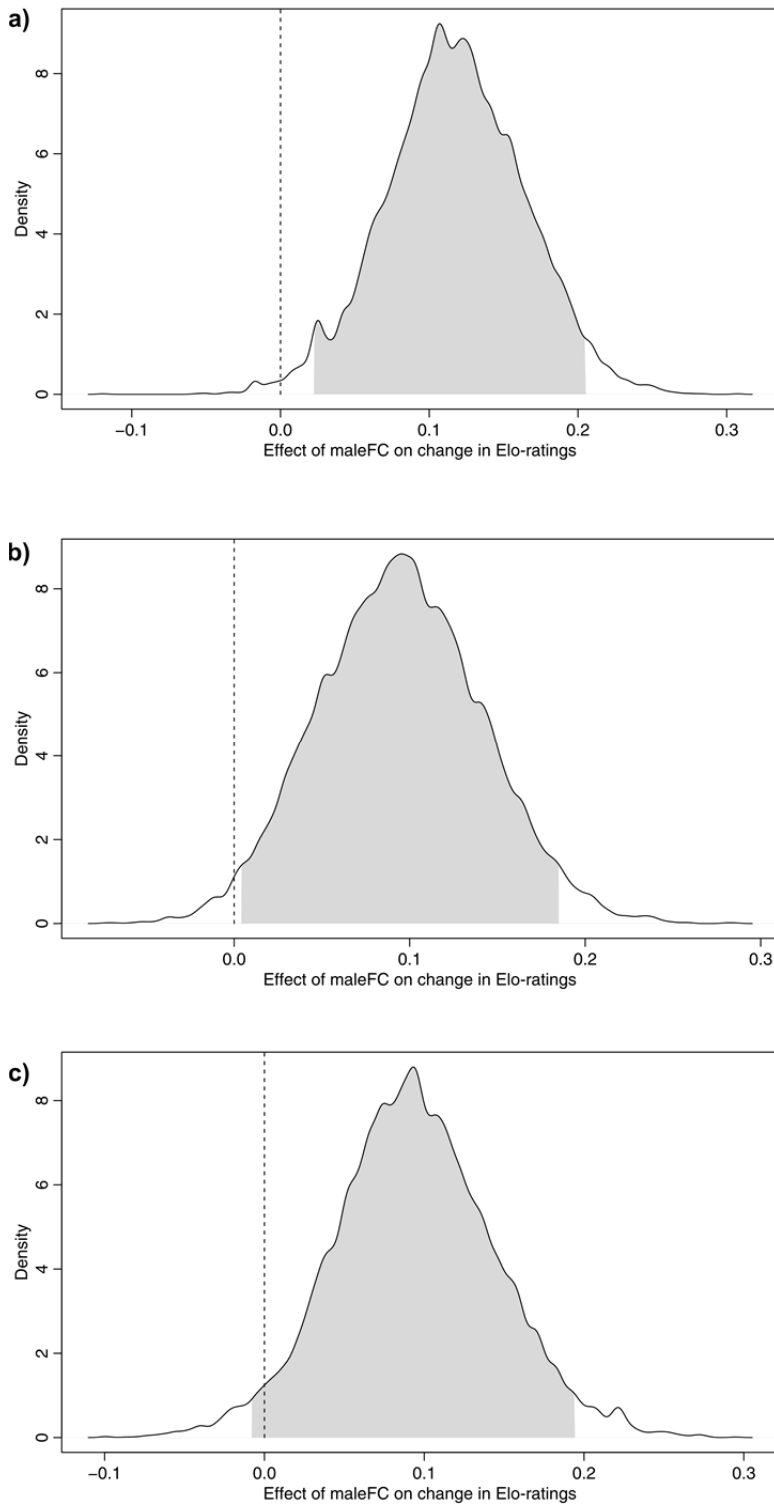 a)
8
6
4
2
0
Density
−0.1 0.0 0.1 0.2 0.3
Effect of maleFC on change in Elo-ratings
b)
8
6
4
2
0
Density
0.0 0.1 0.2 0.3
Effect of maleFC on change in Elo-ratings
c)
8
6
4
2
0
Density
−0.1 0.0 0.1 0.2 0.3
Effect of maleFC on change in Elo-ratings